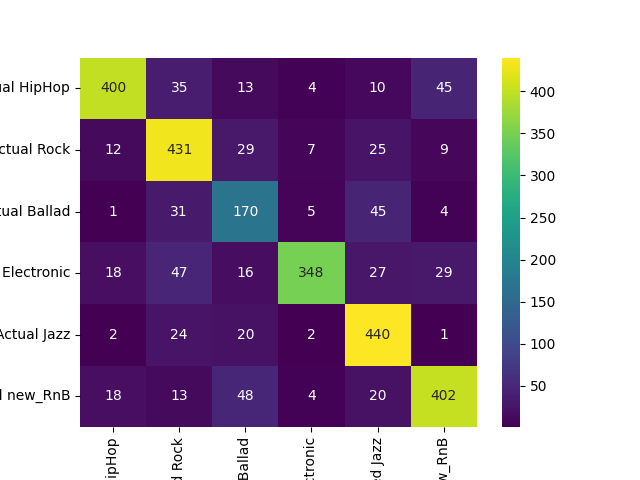 ual HipHop 400 35 13 4 10 45
ctual Rock 12 431 29 7 25 9
tual Ballad 1 31 170 5 45 4
Electronic 18 47 16 348 27 29
Actual Jazz 2 24 20 2 440 1
l new_RnB 18 13 48 4 20 402
ipHop
d Rock
Ballad
ctronic
ed Jazz
w_RnB
400
350
300
250
200
150
100
50